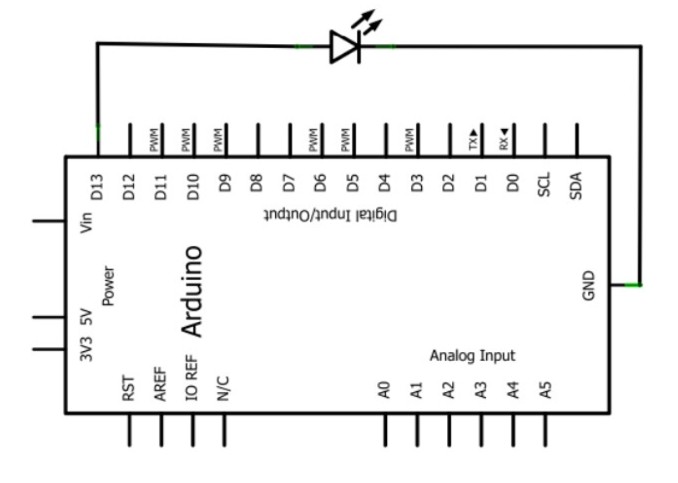 PWM PWM PWM PWM PWM PWM TX▶ RX◀
D13 D12 D11 D10 D9 D8 D7 D6 D5 D4 D3 D2 D1 D0 SCL SDA
Digital Input/Output
Vin
Power
Arduino
5V
3V3
GND
Analog Input
RST AREF IO REF N/C A0 A1 A2 A3 A4 A5